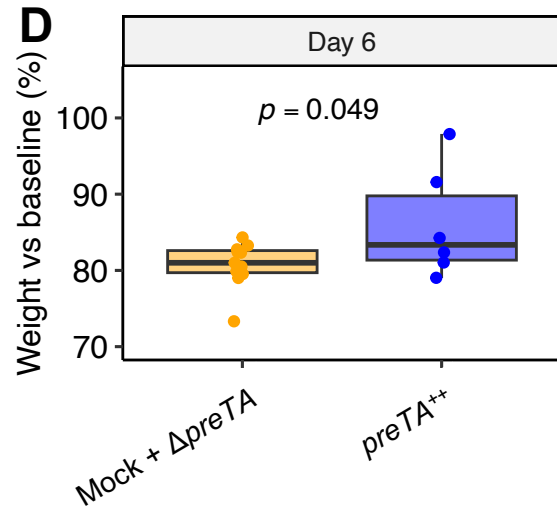 D
Day 6
Weight vs baseline (%)
p = 0.049
100
90
80
70
Mock + ΔpreTA
preTA⁺⁺